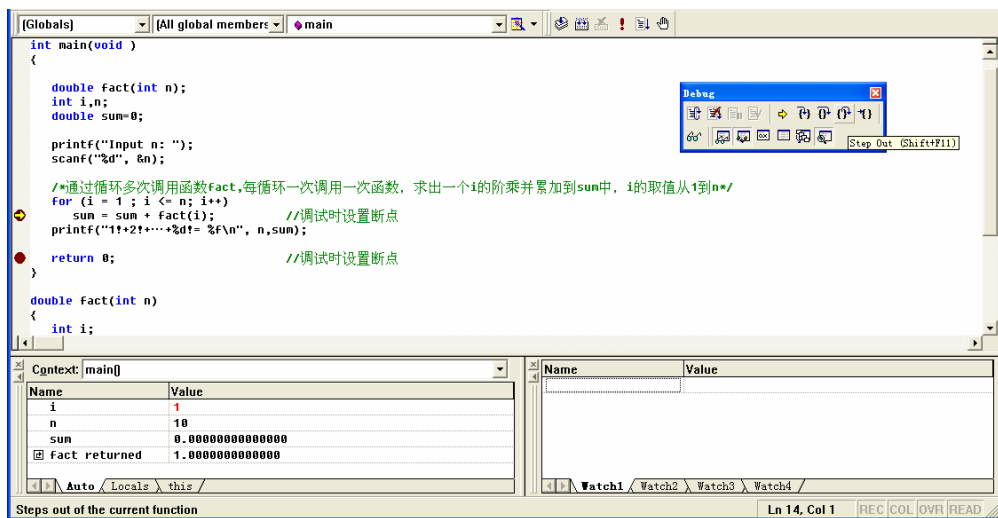 (Globals) (All global members main
int main(void )
{
double fact(int n);
int i,n;
double sum=0;
printf("Input n: ");
scanf("%d", &n);
/*通过循环多次调用函数fact,每循环一次调用一次函数，求出一个i的阶乘并累加到sum中，i的取值从1到n*/
for (i = 1 ; i <= n; i++)
sum = sum + fact(i); //调试时设置断点
printf("1!+2!+…+%d!= %f\n", n,sum);
return 0; //调试时设置断点
}
double fact(int n)
{
int i;
Debug
Step Out (Shift+F11)
Context: main()
Name Value
i 1
n 10
sum 0.00000000000000
fact returned 1.0000000000000
Auto Locals this
Name Value
Watch1 Watch2 Watch3 Watch4
Steps out of the current function
Ln 14, Col 1 REC COL OVR READ